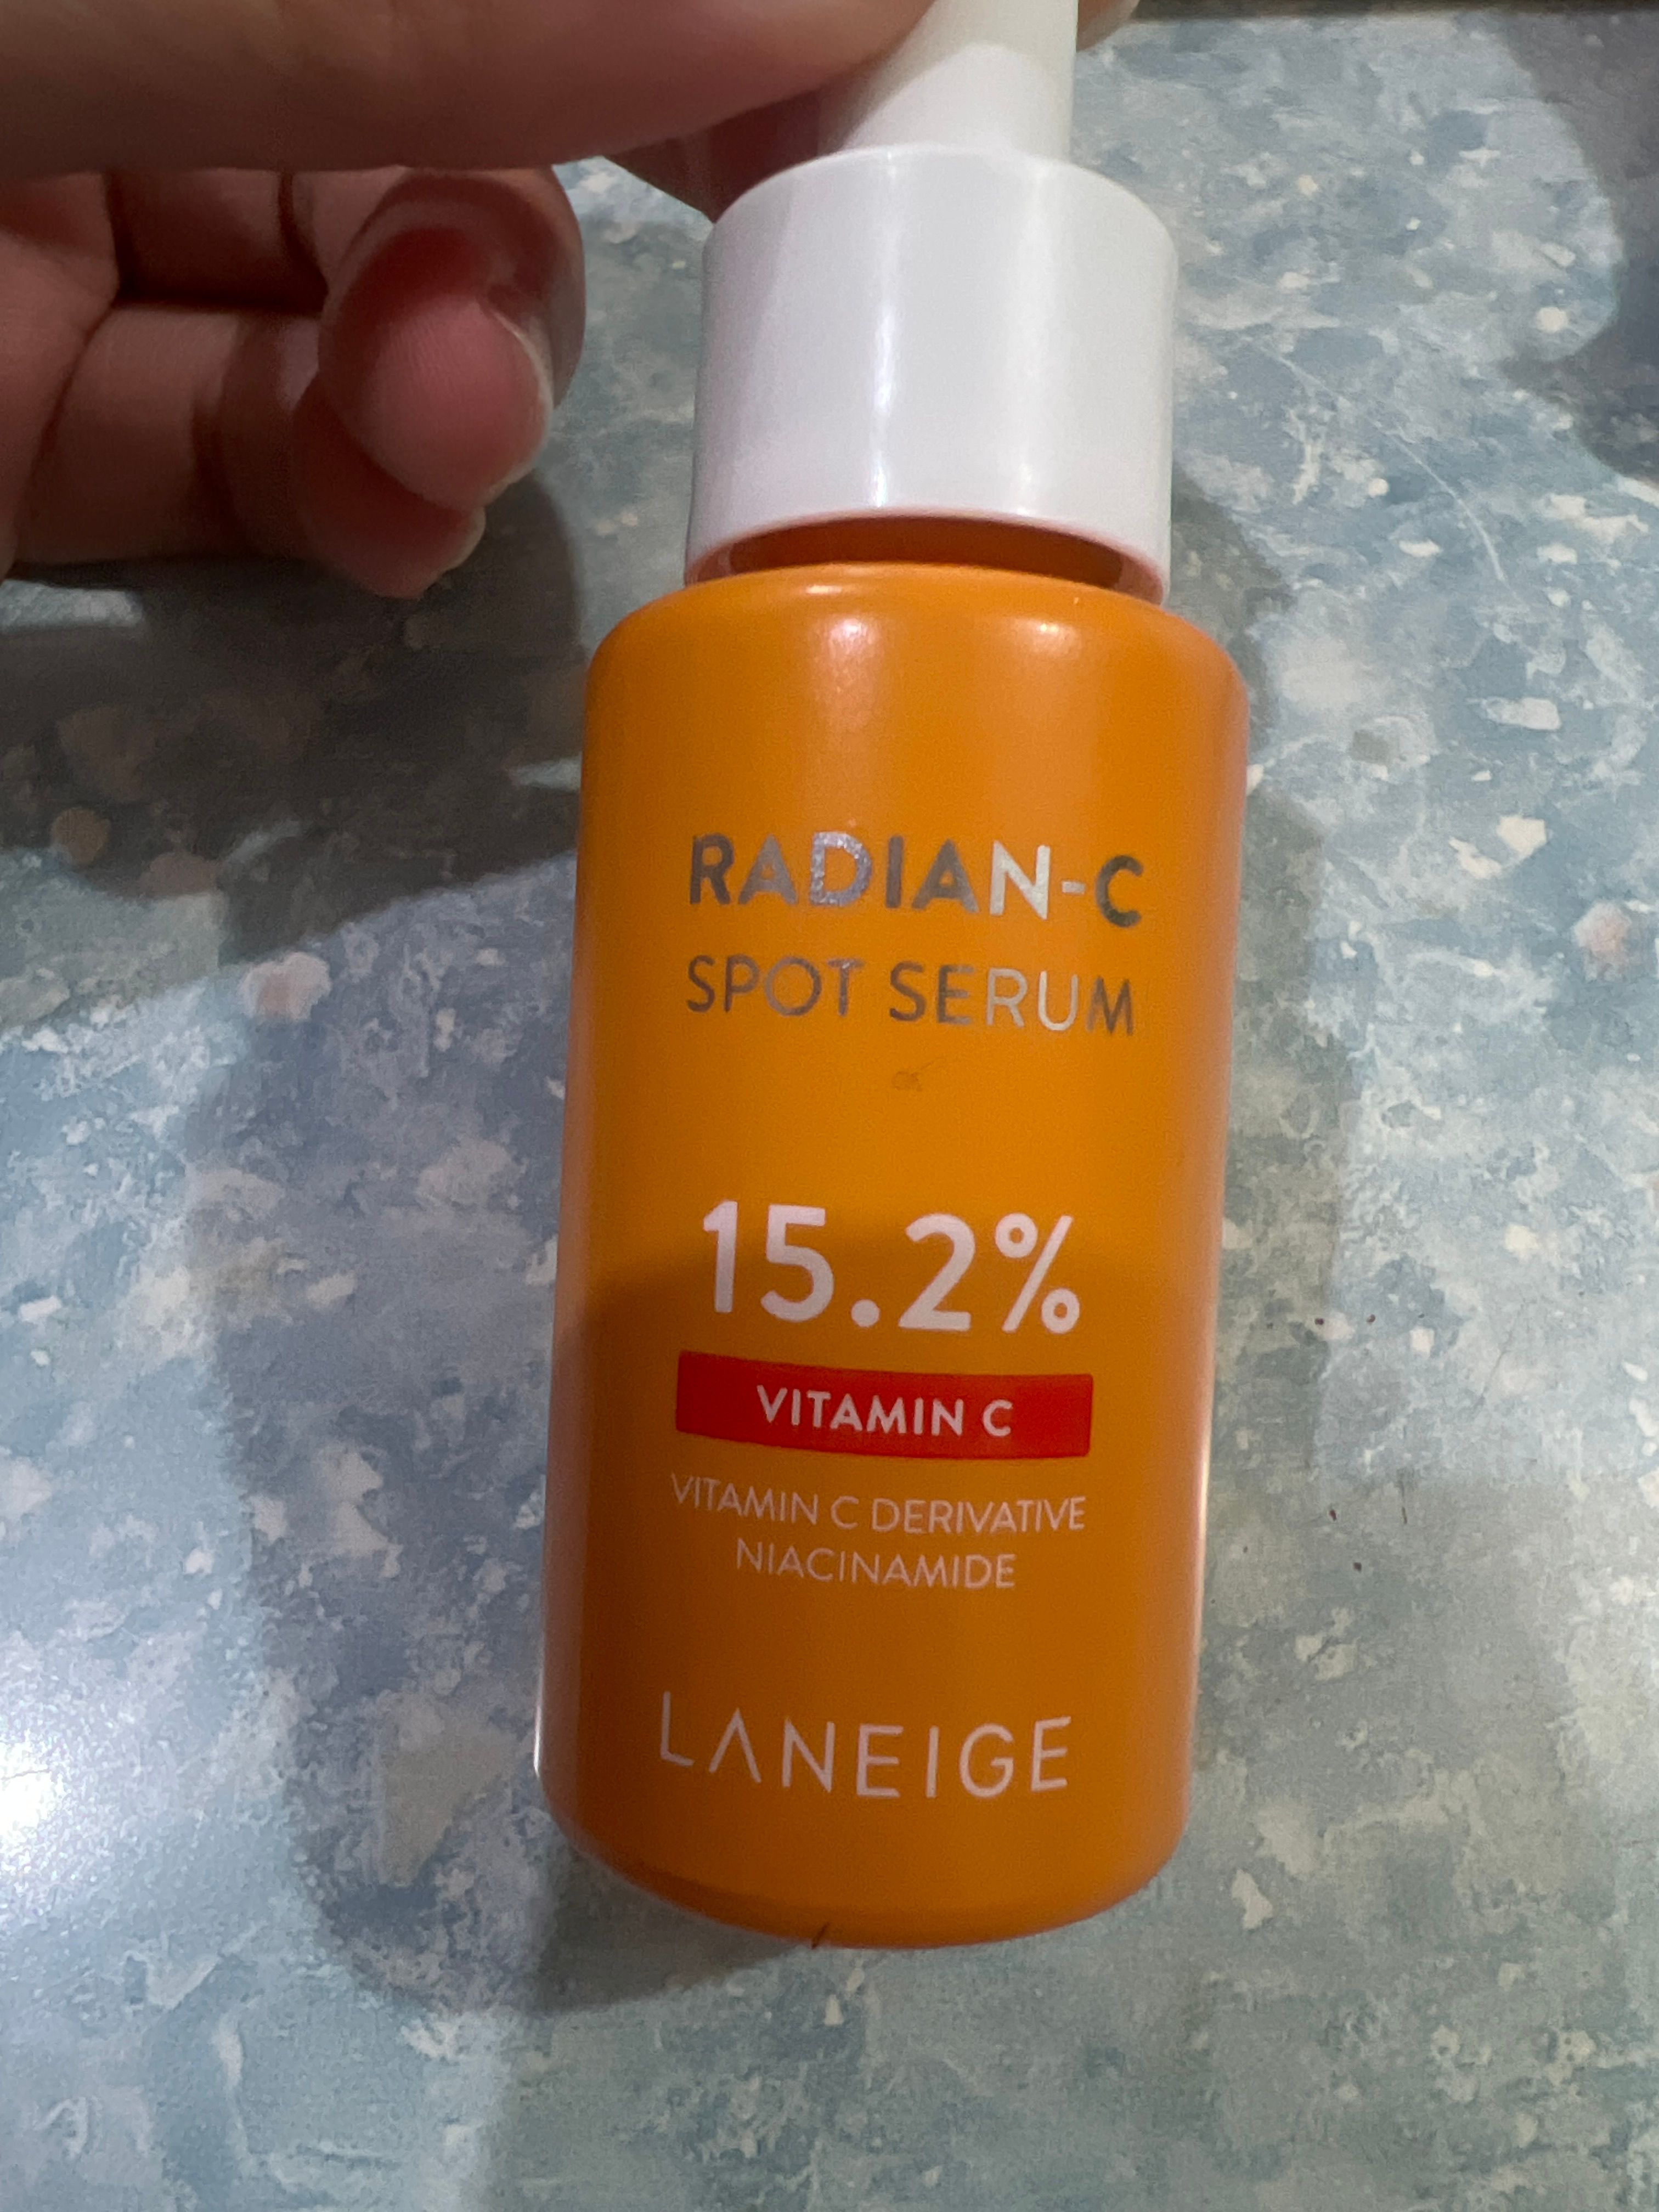 RADIAN-C
SPOT SERUM
15.2%
VITAMIN C
VITAMIN C DERIVATIVE
NIACINAMIDE
LANEIGE